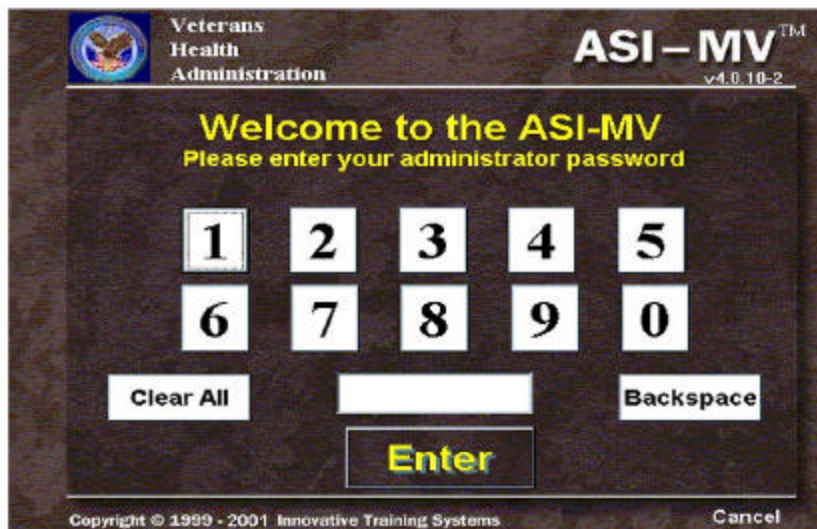 Veterans
Health
Administration
ASI–MV™
v4.0.10-2
Welcome to the ASI-MV
Please enter your administrator password
1 2 3 4 5
6 7 8 9 0
Clear All Backspace
Enter
Copyright © 1999 - 2001 Innovative Training Systems Cancel